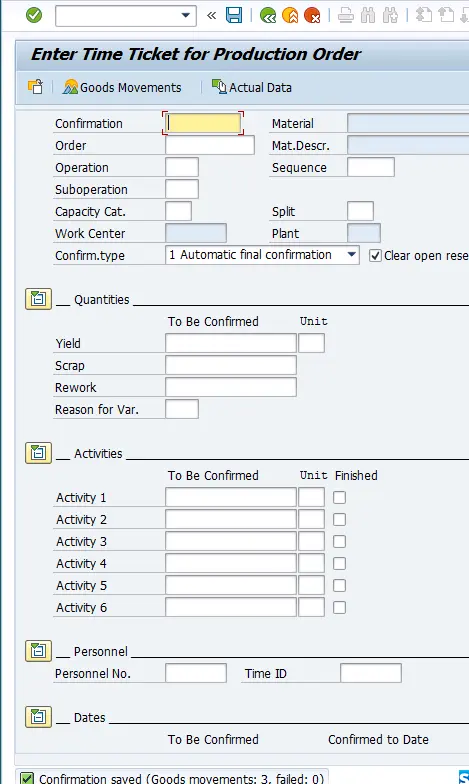 Enter Time Ticket for Production Order
Goods Movements Actual Data
Confirmation Material
Order Mat.Descr.
Operation Sequence
Suboperation
Capacity Cat. Split
Work Center Plant
Confirm.type 1 Automatic final confirmation Clear open rese
Quantities
To Be Confirmed Unit
Yield
Scrap
Rework
Reason for Var.
Activities
To Be Confirmed Unit Finished
Activity 1
Activity 2
Activity 3
Activity 4
Activity 5
Activity 6
Personnel
Personnel No. Time ID
Dates
To Be Confirmed Confirmed to Date
Confirmation saved (Goods movements: 3, failed: 0)